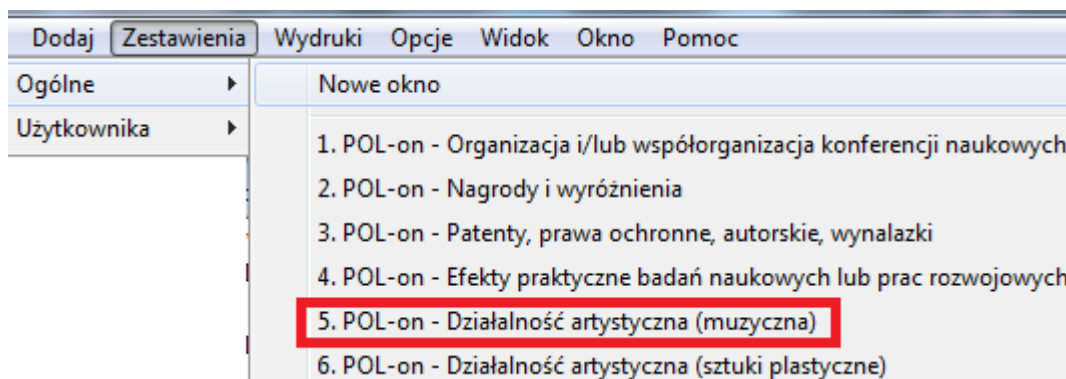 Dodaj Zestawienia Wydruki Opcje Widok Okno Pomoc
Ogólne
Użytkownika
Nowe okno
1. POL-on - Organizacja i/lub współorganizacja konferencji naukowych
2. POL-on - Nagrody i wyróżnienia
3. POL-on - Patenty, prawa ochronne, autorskie, wynalazki
4. POL-on - Efekty praktyczne badań naukowych lub prac rozwojowych
5. POL-on - Działalność artystyczna (muzyczna)
6. POL-on - Działalność artystyczna (sztuki plastyczne)